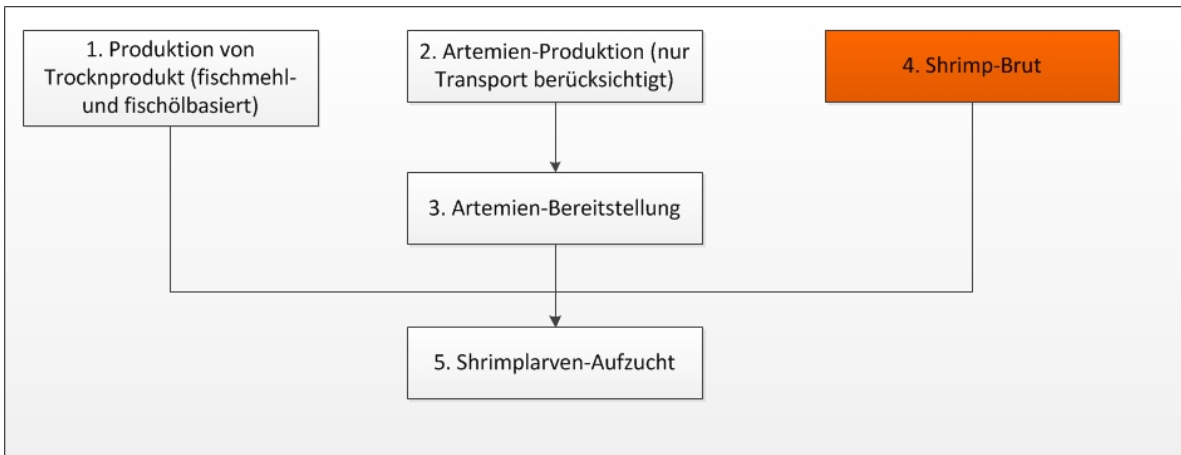 1. Produktion von
Trocknprodukt (fischmehl-
und fischölbasiert)
2. Artemien-Produktion (nur
Transport berücksichtigt)
4. Shrimp-Brut
3. Artemien-Bereitstellung
5. Shrimplarven-Aufzucht